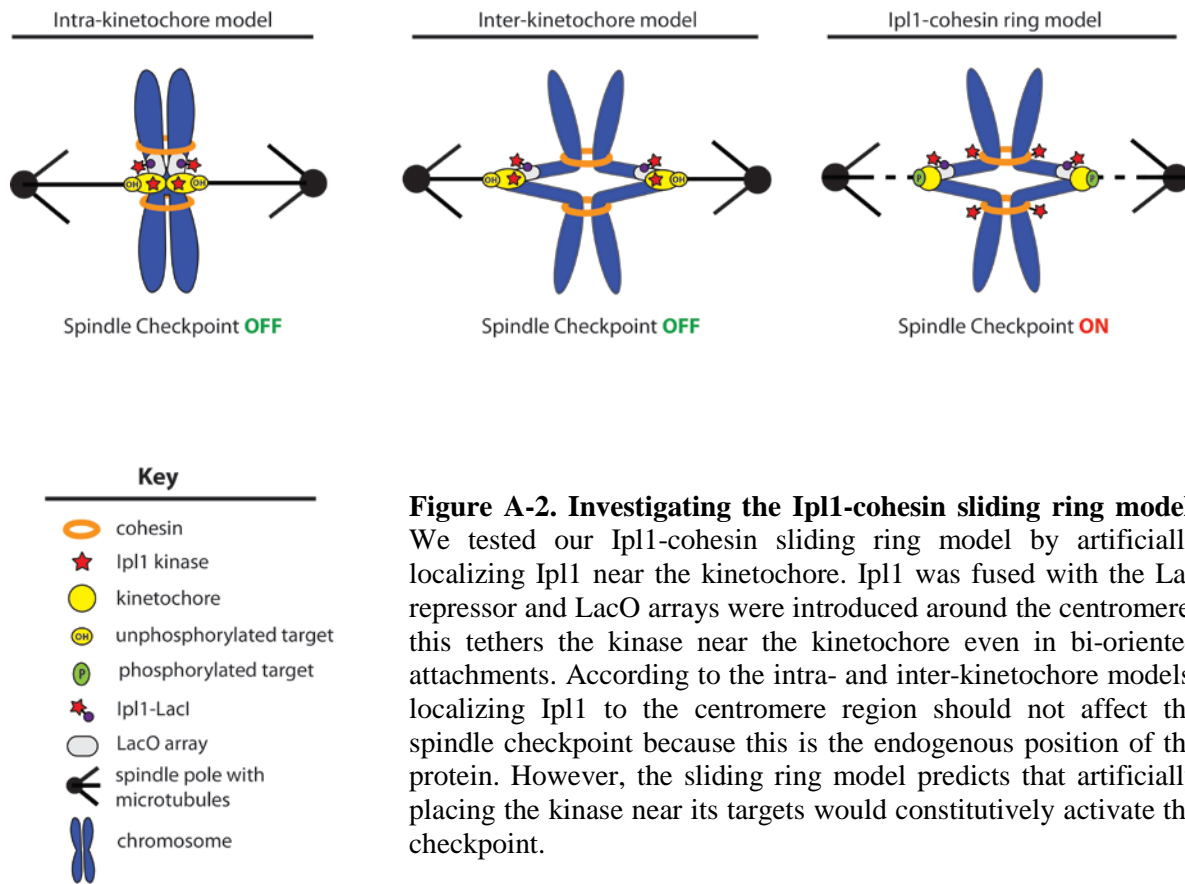 Intra-kinetochore model
Inter-kinetochore model
Ipl1-cohesin ring model
OH
OH
OH
OH
P
P
Spindle Checkpoint OFF
Spindle Checkpoint OFF
Spindle Checkpoint ON
Key
cohesin
Ipl1 kinase
kinetochore
OH
unphosphorylated target
P
phosphorylated target
Ipl1-LacI
LacO array
spindle pole with
microtubules
chromosome
Figure A-2. Investigating the Ipl1-cohesin sliding ring model
We tested our Ipl1-cohesin sliding ring model by artificiall
localizing Ipl1 near the kinetochore. Ipl1 was fused with the La
repressor and LacO arrays were introduced around the centromere
this tethers the kinase near the kinetochore even in bi-oriente
attachments. According to the intra- and inter-kinetochore models
localizing Ipl1 to the centromere region should not affect th
spindle checkpoint because this is the endogenous position of th
protein. However, the sliding ring model predicts that artificiall
placing the kinase near its targets would constitutively activate th
checkpoint.